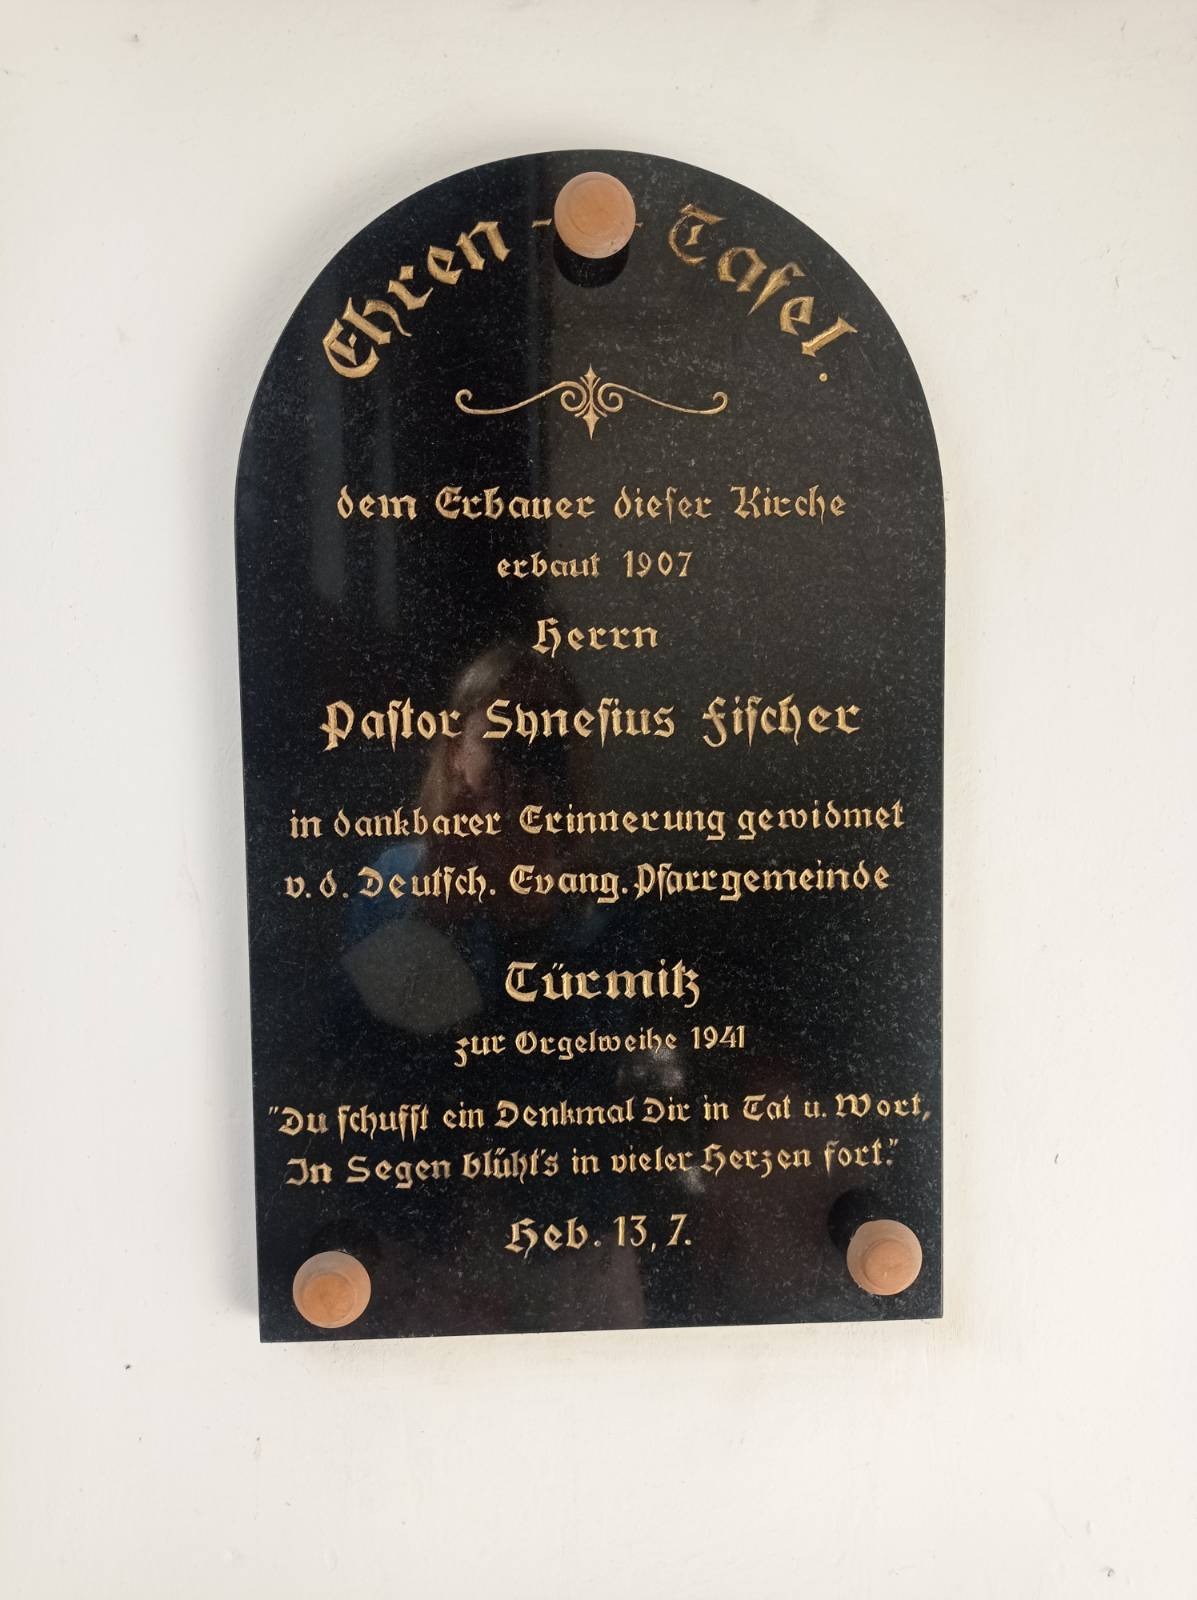 Ehren - Tafel.
dem Erbauer dieſer Kirche
erbaut 1907
Herrn
Paſtor Syneſius Fiſcher
in dankbarer Erinnerung gewidmet
v. d. Deutſch. Evang. Pfarrgemeinde
Türmitz
zur Orgelweihe 1941
"Du ſchufſt ein Denkmal Dir in Tat u. Wort,
In Segen blüht's in vieler Herzen fort."
Heb. 13, 7.